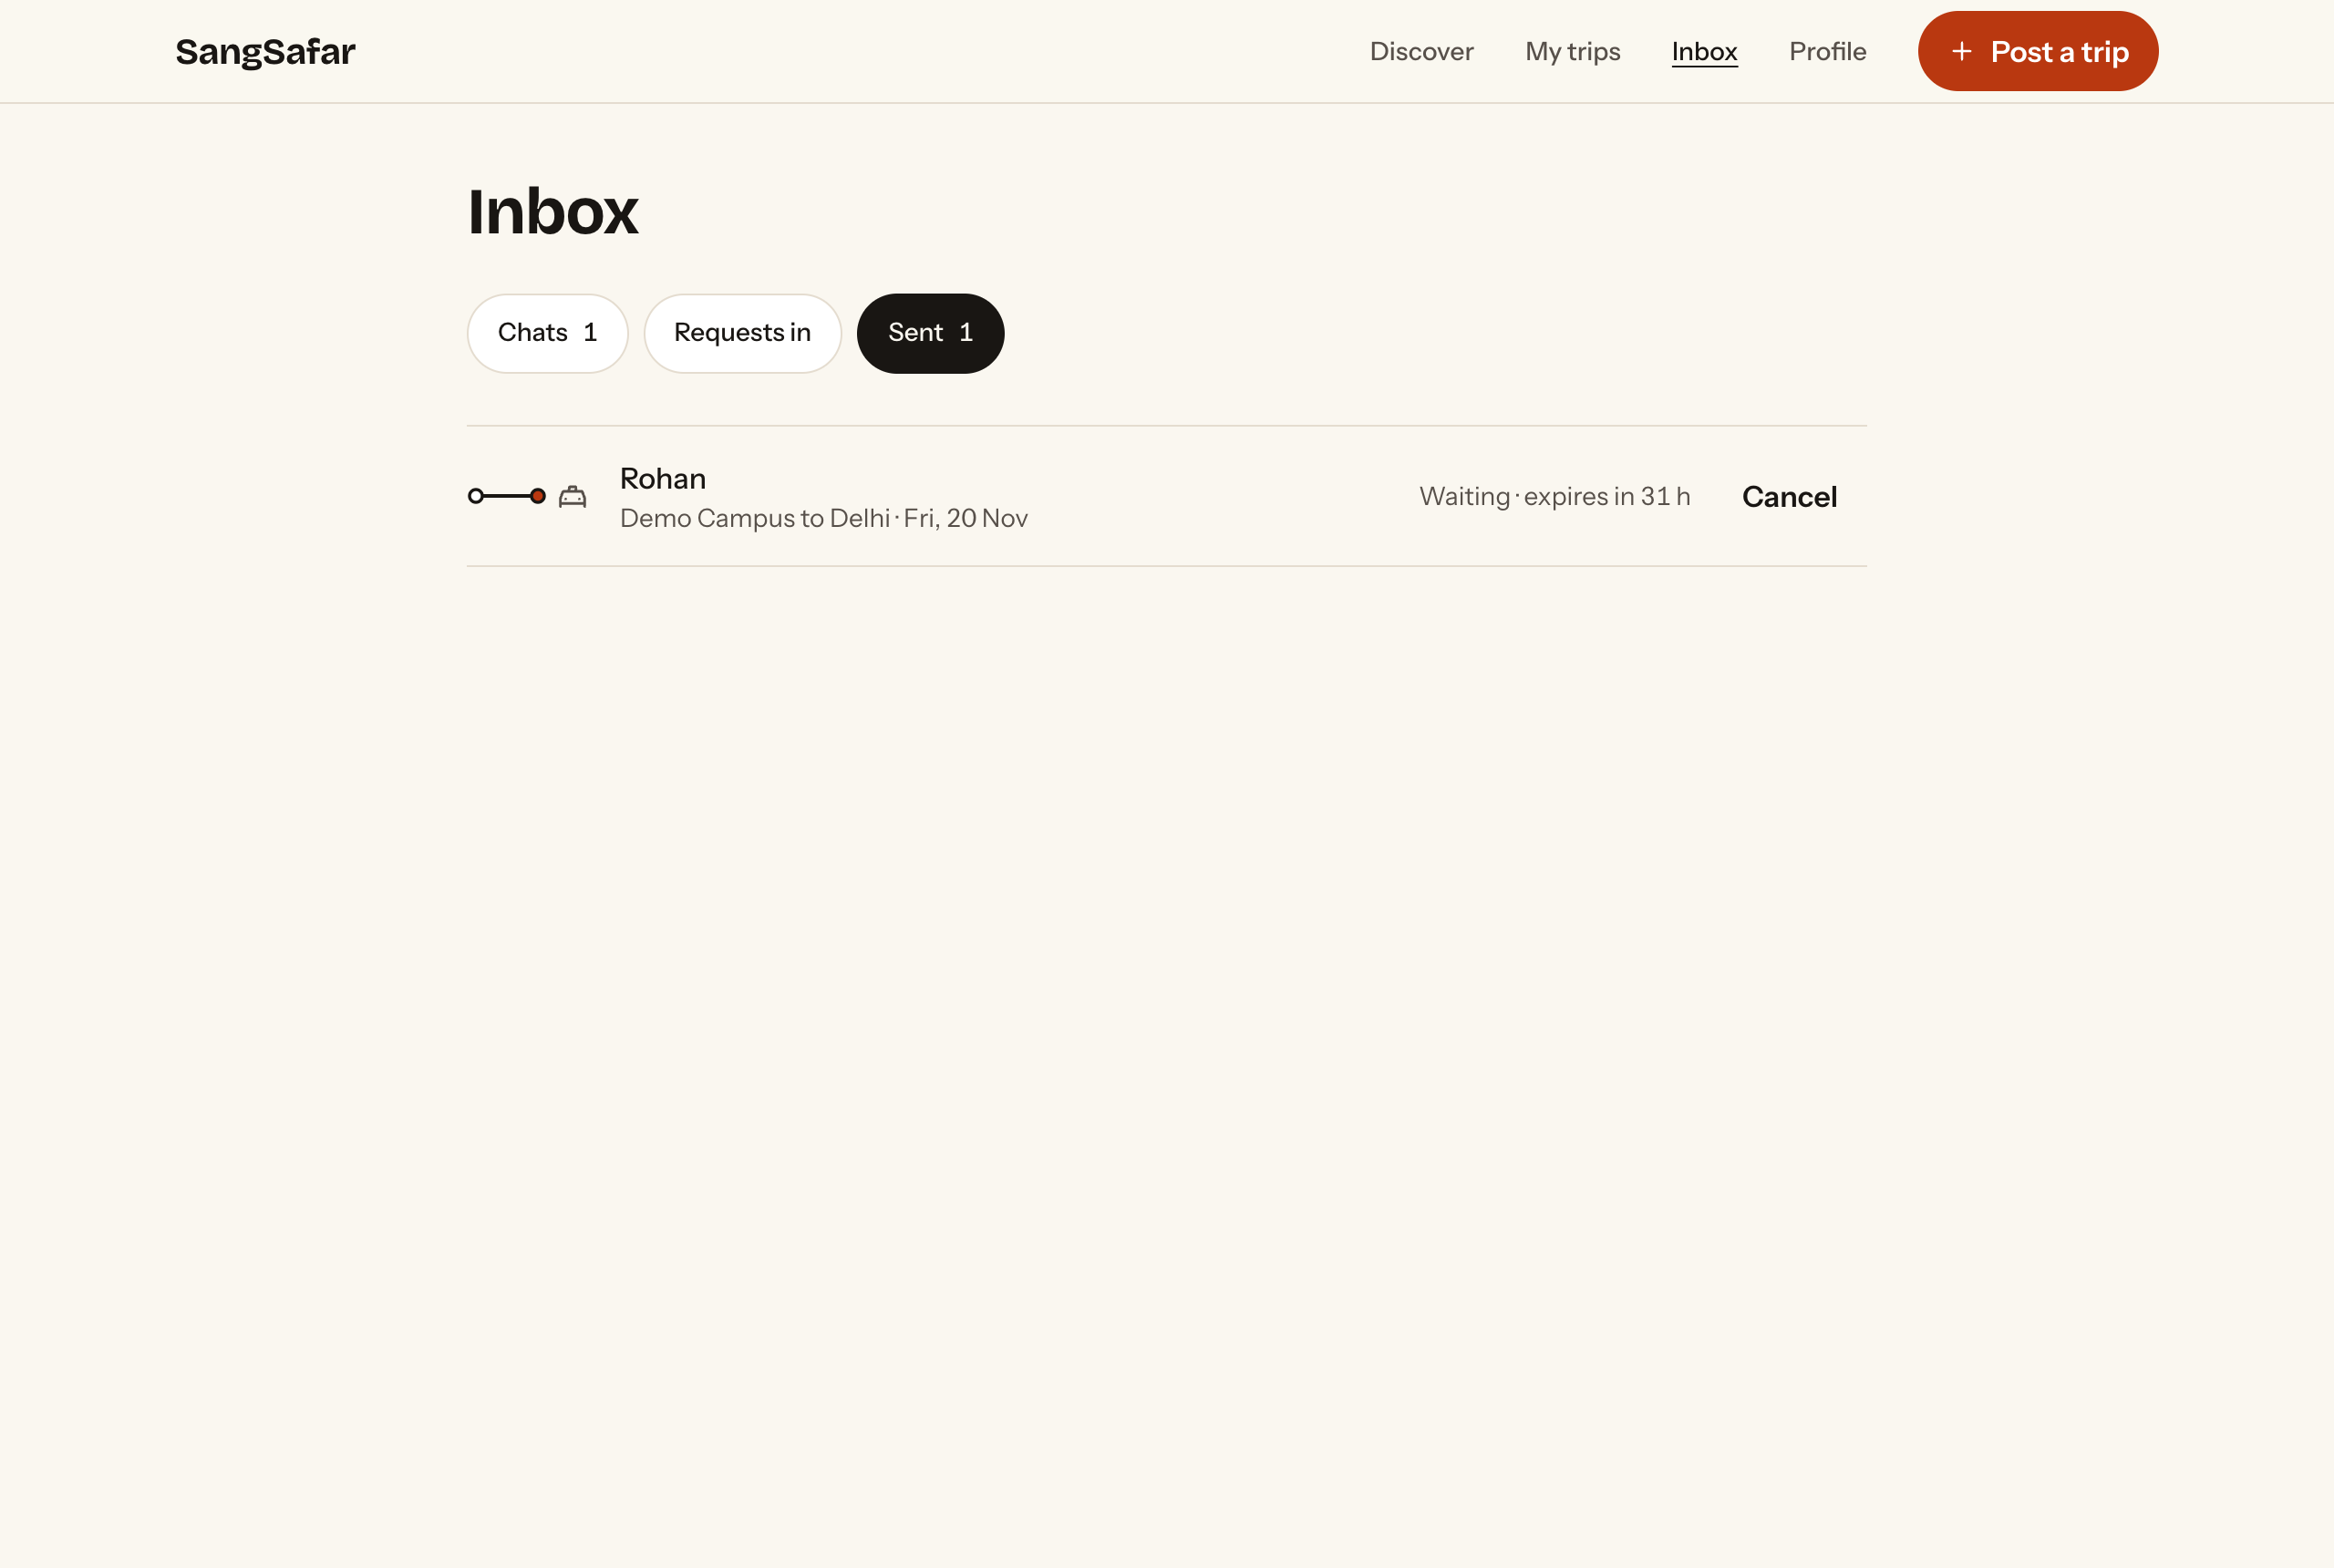 SangSafar
Discover My trips Inbox Profile + Post a trip
Inbox
Chats 1 Requests in Sent 1
Rohan
Demo Campus to Delhi · Fri, 20 Nov
Waiting · expires in 31 h Cancel